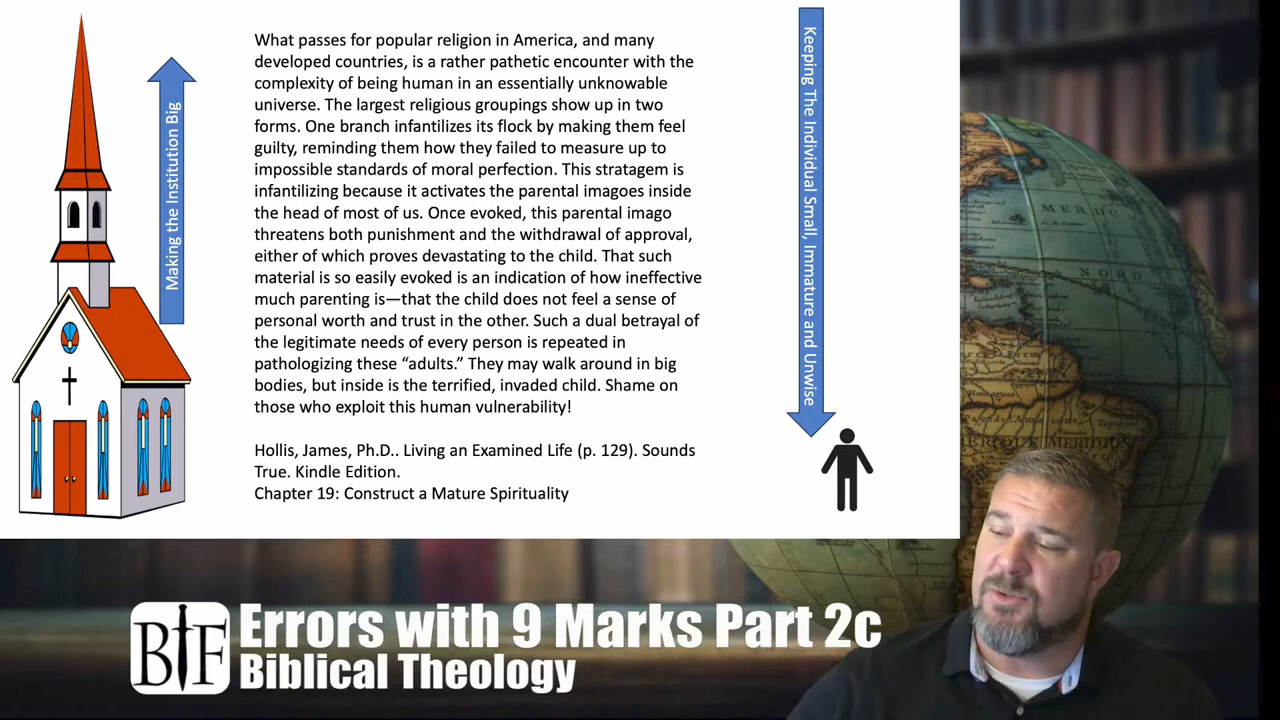 What passes for popular religion in America, and many
developed countries, is a rather pathetic encounter with the
complexity of being human in an essentially unknowable
universe. The largest religious groupings show up in two
forms. One branch infantilizes its flock by making them feel
guilty, reminding them how they failed to measure up to
impossible standards of moral perfection. This stratagem is
infantilizing because it activates the parental imagoes inside
the head of most of us. Once evoked, this parental imago
threatens both punishment and the withdrawal of approval,
either of which proves devastating to the child. That such
material is so easily evoked is an indication of how ineffective
much parenting is—that the child does not feel a sense of
personal worth and trust in the other. Such a dual betrayal of
the legitimate needs of every person is repeated in
pathologizing these “adults.” They may walk around in big
bodies, but inside is the terrified, invaded child. Shame on
those who exploit this human vulnerability!
Hollis, James, Ph.D.. Living an Examined Life (p. 129). Sounds
True. Kindle Edition.
Chapter 19: Construct a Mature Spirituality
Making the Institution Big
Keeping The Individual Small, Immature and Unwise
MERDU
NORD
BTF
Errors with 9 Marks Part 2c
Biblical Theology